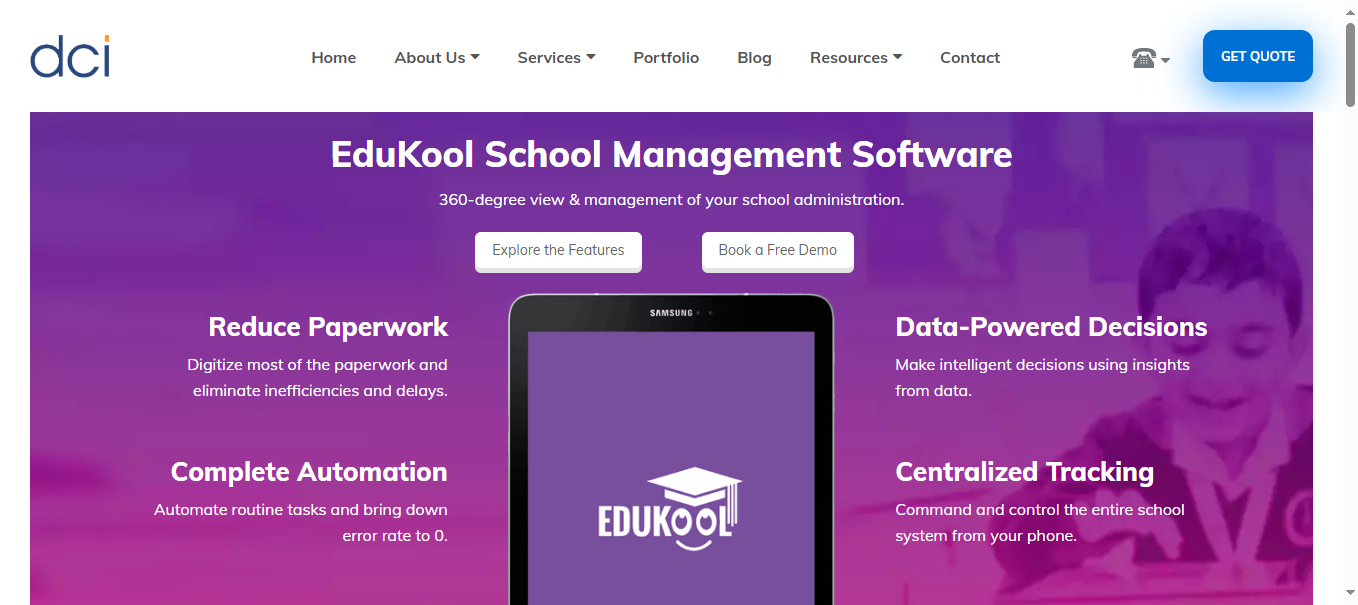 dci
Home
About Us
Services
Portfolio
Blog
Resources
Contact
GET QUOTE
EduKool School Management Software
360-degree view & management of your school administration.
Explore the Features
Book a Free Demo
SAMSUNG
Reduce Paperwork
Digitize most of the paperwork and
eliminate inefficiencies and delays.
Data-Powered Decisions
Make intelligent decisions using insights
from data.
Complete Automation
Automate routine tasks and bring down
error rate to 0.
EDUKOOL
Centralized Tracking
Command and control the entire school
system from your phone.